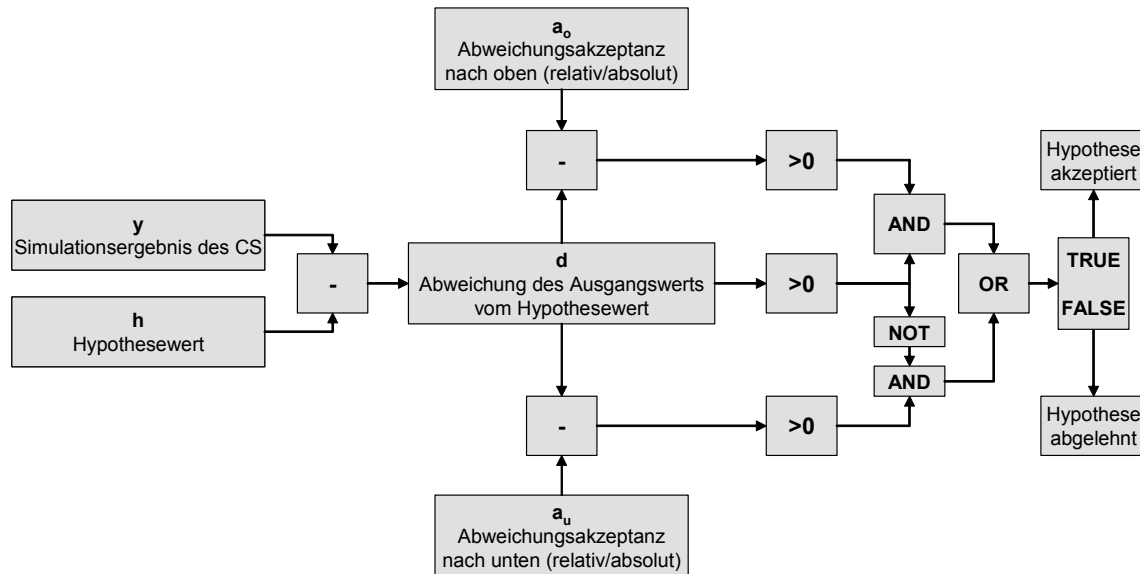 a_o
Abweichungsakzeptanz
nach oben (relativ/absolut)
-
>0
Hypothese
akzeptiert
y
Simulationsergebnis des CS
AND
h
Hypothesewert
-
d
Abweichung des Ausgangswerts
vom Hypothesewert
>0
OR
TRUE
FALSE
NOT
AND
-
>0
Hypothese
abgelehnt
a_u
Abweichungsakzeptanz
nach unten (relativ/absolut)